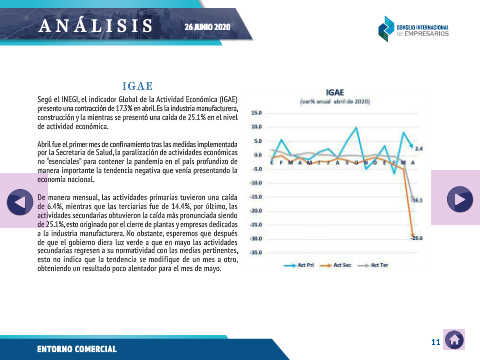 ANÁLISIS
26 JUNIO 2020
CONSEJO INTERNACIONAL
DE EMPRESARIOS
IGAE
Segú el INEGI, el indicador Global de la Actividad Económica (IGAE)
presento una contracción de 17.3% en abril. Es la industria manufacturera,
construcción y la mientras se presentó una caída de 25.1% en el nivel
de actividad económica.
Abril fue el primer mes de confinamiento tras las medidas implementada
por la Secretaría de Salud, la paralización de actividades económicas
no "esenciales" para contener la pandemia en el país profundizo de
manera importante la tendencia negativa que venía presentando la
economía nacional.
De manera mensual, las actividades primarias tuvieron una caída
de 6.4%, mientras que las terciarias fue de 14.4%, por último, las
actividades secundarias obtuvieron la caída más pronunciada siendo
de 25.1%, esto originado por el cierre de plantas y empresas dedicadas
a la industria manufacturera. No obstante, esperemos que después
de que el gobierno diera luz verde a que en mayo las actividades
secundarias regresen a su normatividad con las medias pertinentes,
esto no indica que la tendencia se modifique de un mes a otro,
obteniendo un resultado poco alentador para el mes de mayo.
IGAE
(var% anual abril de 2020)
15.0
10.0
5.0
0.0
-5.0
-10.0
-15.0
-20.0
-25.0
-30.0
-35.0
E F M A M J J A S O N D E F M A
2.4
Act Pri Act Sec Act Ter
ENTORNO COMERCIAL
11